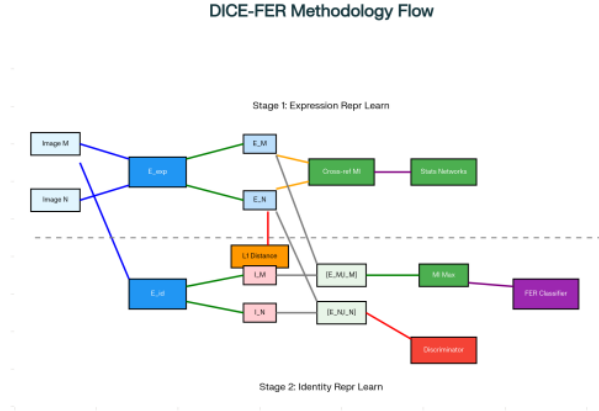 DICE-FER Methodology Flow
Stage 1: Expression Repr Learn
Image M
E_M
E_exp
Cross-ref MI
Stats Networks
Image N
E_N
L1 Distance
I_M
[E_M,I_M]
MI Max
E_id
FER Classifier
I_N
[E_N,I_N]
Discriminator
Stage 2: Identity Repr Learn